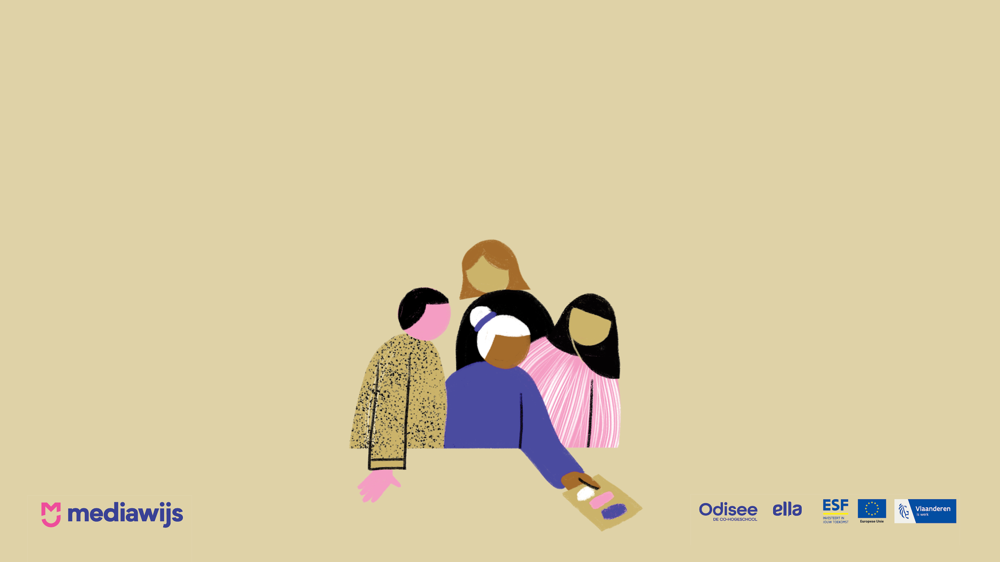 mediawijs
Odisee
DE CO-HOGESCHOOL
ella
ESF
INVESTEERT IN
JOUW TOEKOMST
Europese Unie
Vlaanderen
is werk